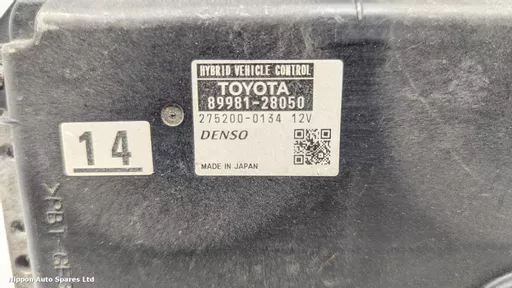 HYBRID VEHICLE CONTROL
TOYOTA
89981-28050
275200-0134 12V
DENSO
MADE IN JAPAN
14
Nippon Auto Spares Ltd